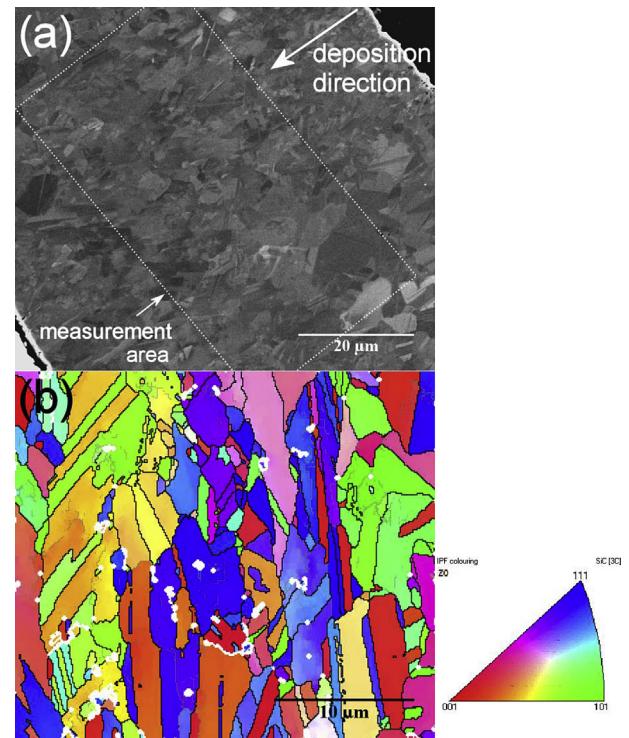 (a)
deposition
direction
measurement
area
20 µm
(b)
10 µm
IPF colouring
SiC [3C]
Z0
111
001
101